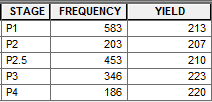 STAGE FREQUENCY YIELD
P1 583 213
P2 203 207
P2.5 453 210
P3 346 223
P4 186 220